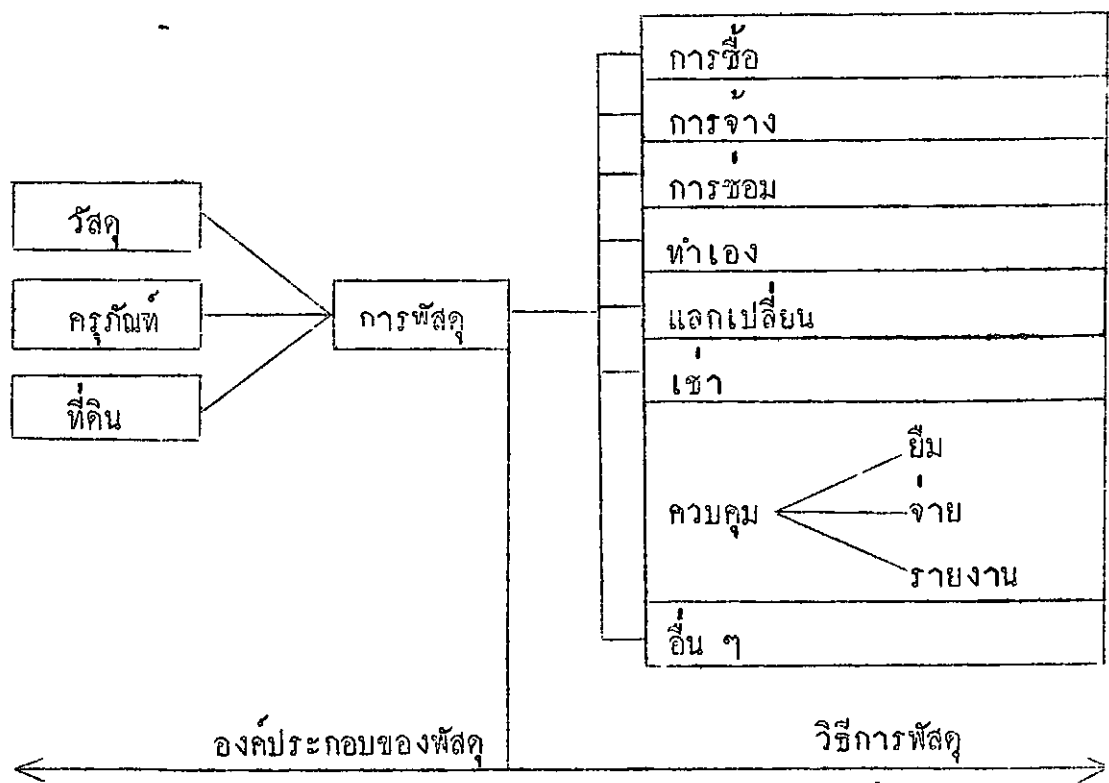 การซื้อ
การจ้าง
การซ่อม
วัสดุ
ทำเอง
ครุภัณฑ์
การพัสดุ
แลกเปลี่ยน
เช่า
ที่ดิน
ยืม
ควบคุม
จ่าย
รายงาน
อื่น ๆ
องค์ประกอบของพัสดุ
วิธีการพัสดุ